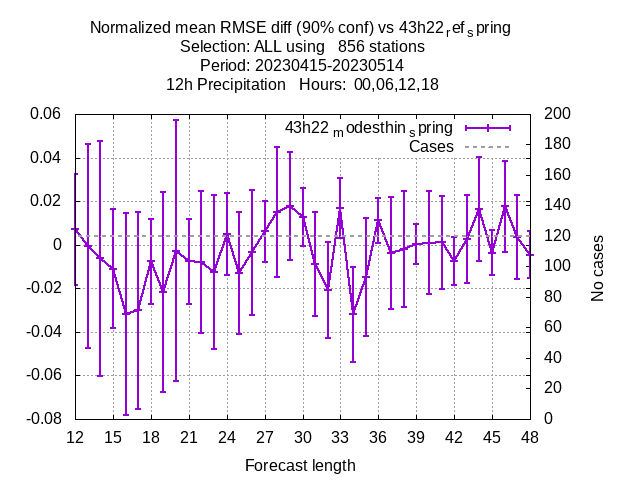 Normalized mean RMSE diff (90% conf) vs 43h22refspring
Selection: ALL using 856 stations
Period: 20230415-20230514
12h Precipitation Hours: 00,06,12,18
43h22modesthinspring
Cases
0.06
0.04
0.02
0
-0.02
-0.04
-0.06
-0.08
200
180
160
140
120
100
80
60
40
20
0
No cases
12 15 18 21 24 27 30 33 36 39 42 45 48
Forecast length